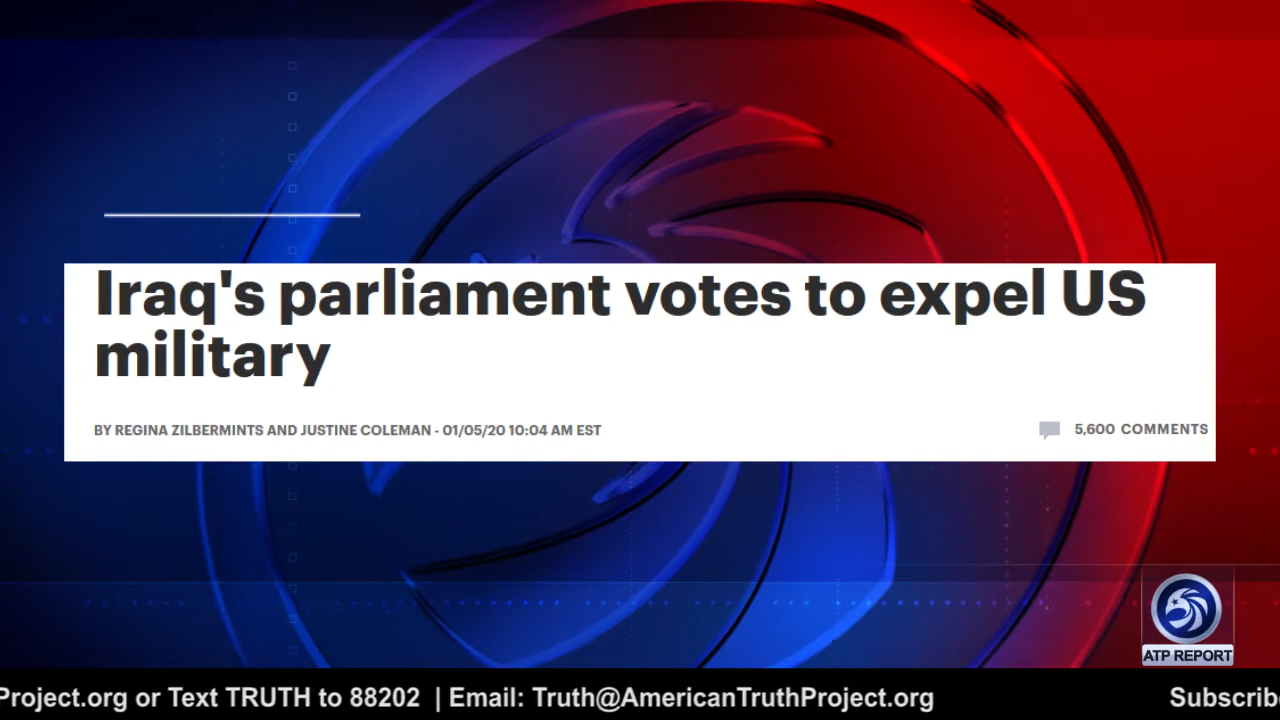 Iraq's parliament votes to expel US
military
BY REGINA ZILBERMINTS AND JUSTINE COLEMAN - 01/05/20 10:04 AM EST
5,600 COMMENTS
ATP REPORT
Project.org or Text TRUTH to 88202 | Email: Truth@AmericanTruthProject.org
Subscrib